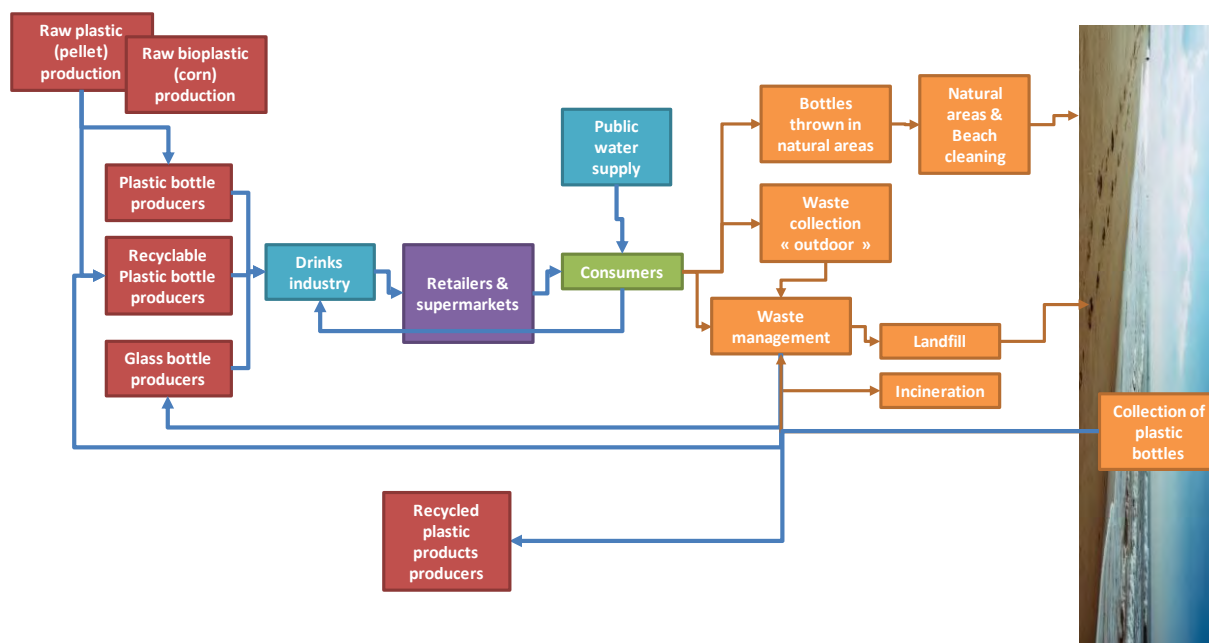 Raw plastic
(pellet)
production
Raw bioplastic
(corn)
production
Plastic bottle
producers
Recyclable
Plastic bottle
producers
Glass bottle
producers
Drinks
industry
Retailers &
supermarkets
Public
water
supply
Consumers
Bottles
thrown in
natural areas
Natural
areas &
Beach
cleaning
Waste
collection
« outdoor »
Waste
management
Landfill
Incineration
Collection of
plastic
bottles
Recycled
plastic
products
producers